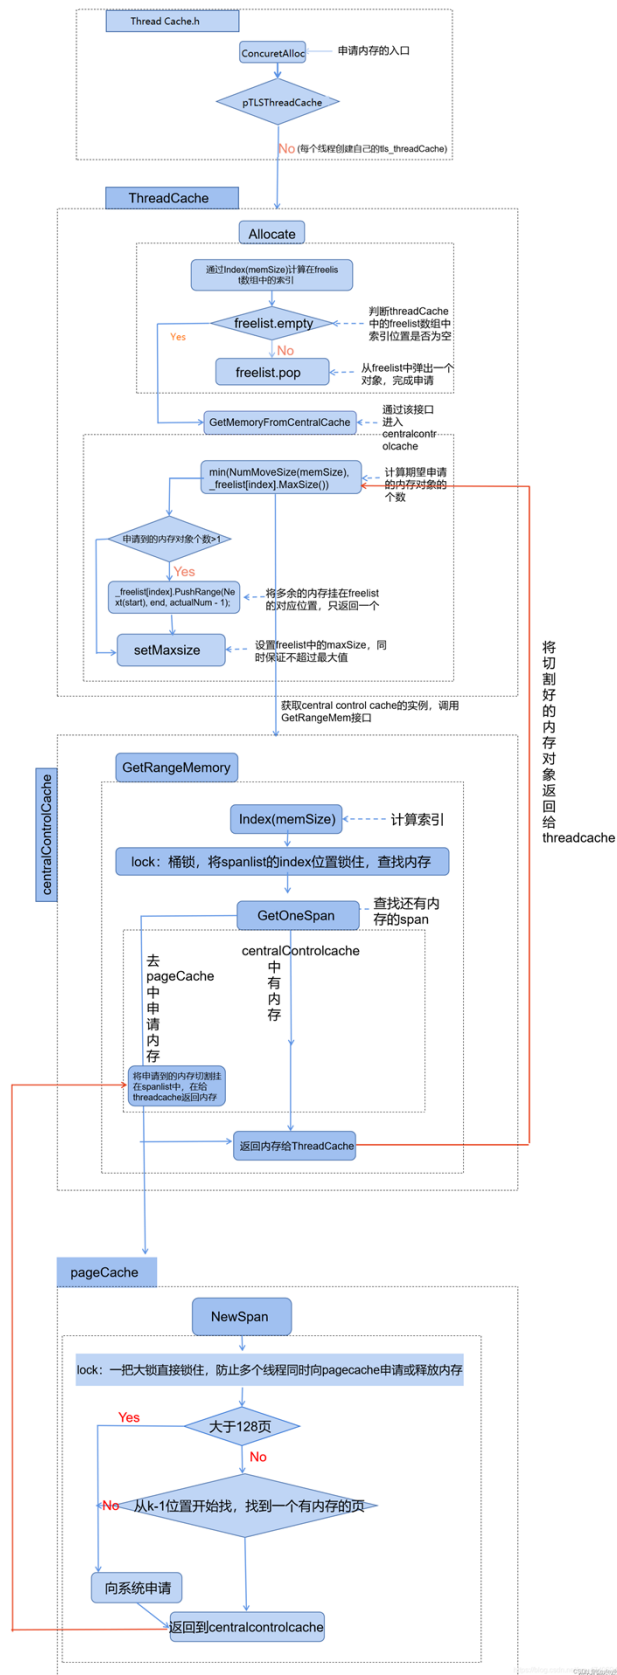 Thread Cache.h
ConcuretAlloc
申请内存的入口
pTLSThreadCache
No (每个线程创建自己的tls_threadCache)
ThreadCache
Allocate
通过Index(memSize)计算在freelis
t数组中的索引
freelist.empty
判断threadCache
中的freelist数组中
索引位置是否为空
Yes
No
freelist.pop
从freelist中弹出一个
对象，完成申请
GetMemoryFromCentralCache
通过该接口
进入
centralcontr
olcache
min(NumMoveSize(memSize),
_freelist[index].MaxSize())
计算期望申请
的内存对象的
个数
申请到的内存对象个数>1
Yes
_freelist[index].PushRange(Ne
xt(start), end, actualNum - 1);
将多余的内存挂在freelist
的对应位置，只返回一个
setMaxsize
设置freelist中的maxSize，同
时保证不超过最大值
将
切
割
好
的
内
存
对
象
返
回
给
threadcache
获取central control cache的实例，调用
GetRangeMem接口
centralControlCache
GetRangeMemory
Index(memSize)
计算索引
lock：桶锁，将spanlist的index位置锁住，查找内存
GetOneSpan
查找还有内
存的span
去
pageCache
中
申
请
内
存
centralControlcache
中
有
内
存
将申请到的内存切割挂
在spanlist中，在给
threadcache返回内存
返回内存给ThreadCache
pageCache
NewSpan
lock：一把大锁直接锁住，防止多个线程同时向pagecache申请或释放内存
Yes
大于128页
No
No
从k-1位置开始找，找到一个有内存的页
向系统申请
返回到centralcontrolcache